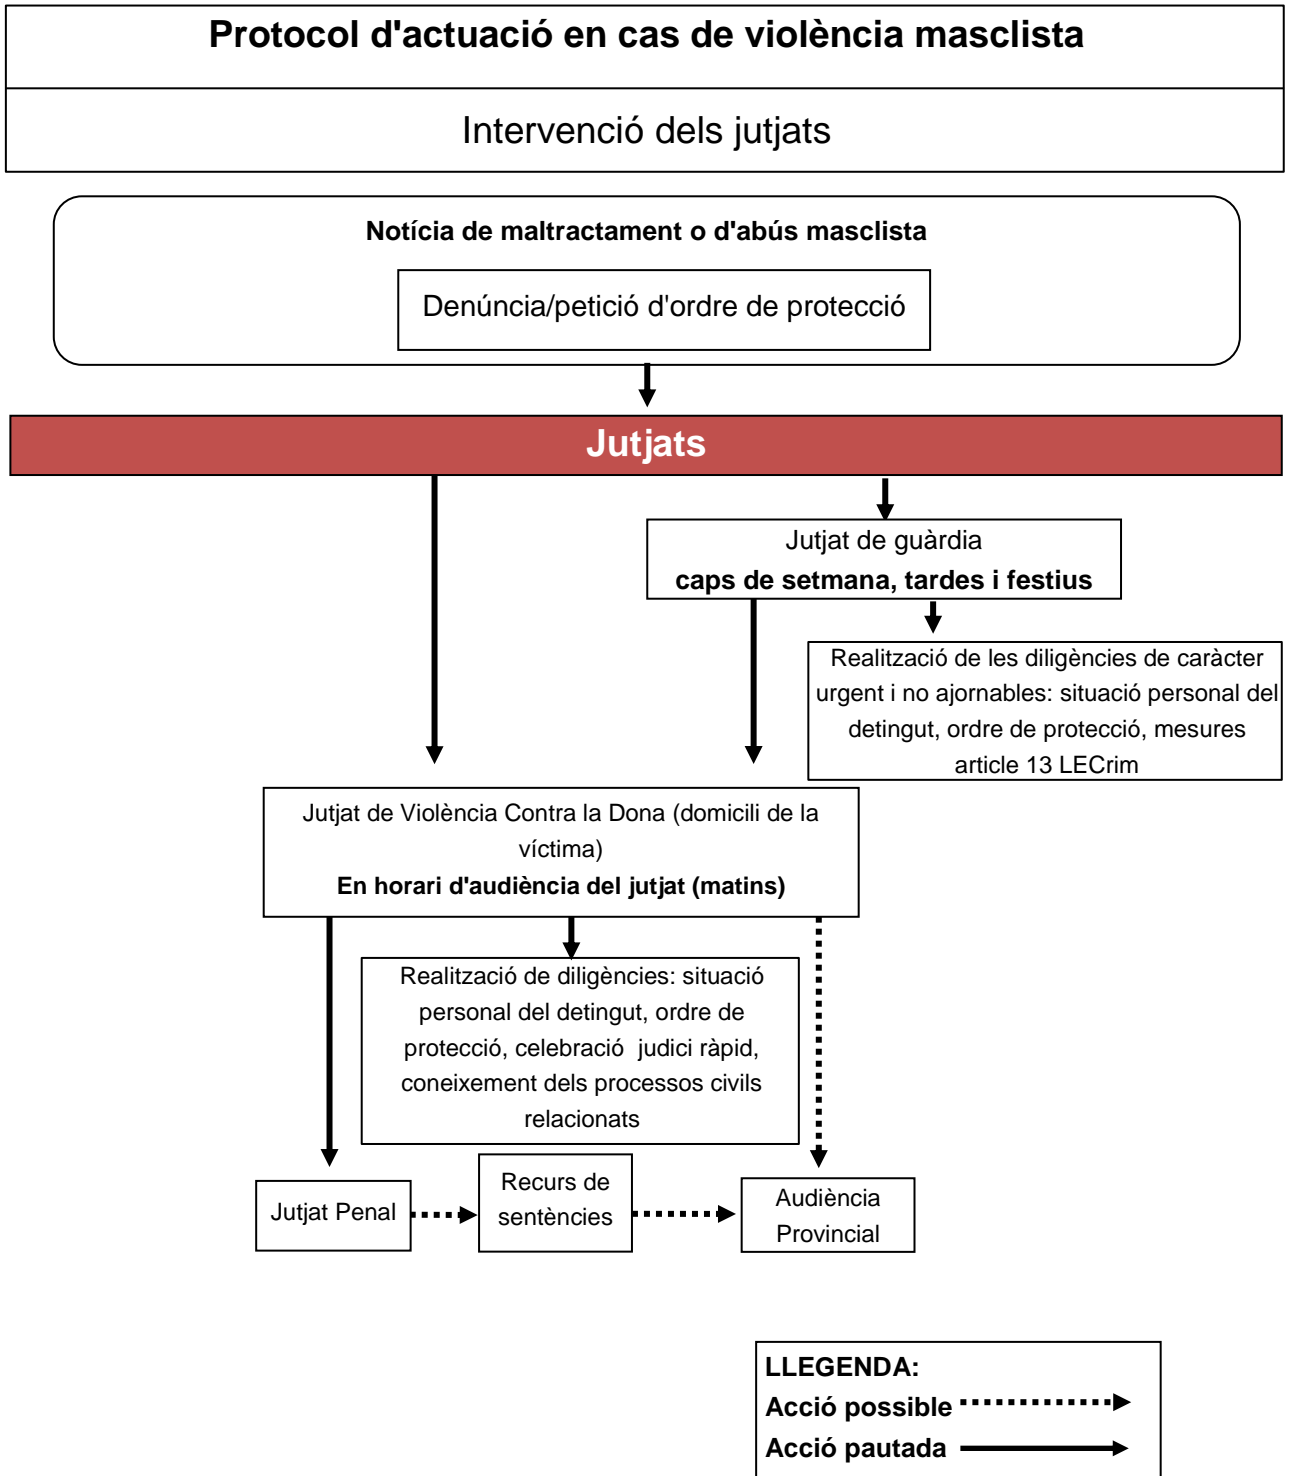 Protocol d'actuació en cas de violència masclista
Intervenció dels jutjats
Notícia de maltractament o d'abús masclista
Denúncia/petició d'ordre de protecció
Jutjats
Jutjat de guàrdia
caps de setmana, tardes i festius
Realització de les diligències de caràcter
urgent i no ajornables: situació personal del
detingut, ordre de protecció, mesures
article 13 LECrim
Jutjat de Violència Contra la Dona (domicili de la
víctima)
En horari d'audiència del jutjat (matins)
Realització de diligències: situació
personal del detingut, ordre de
protecció, celebració  judici ràpid,
coneixement dels processos civils
relacionats
Jutjat Penal
Recurs de
sentències
Audiència
Provincial
LLEGENDA:
Acció possible
Acció pautada